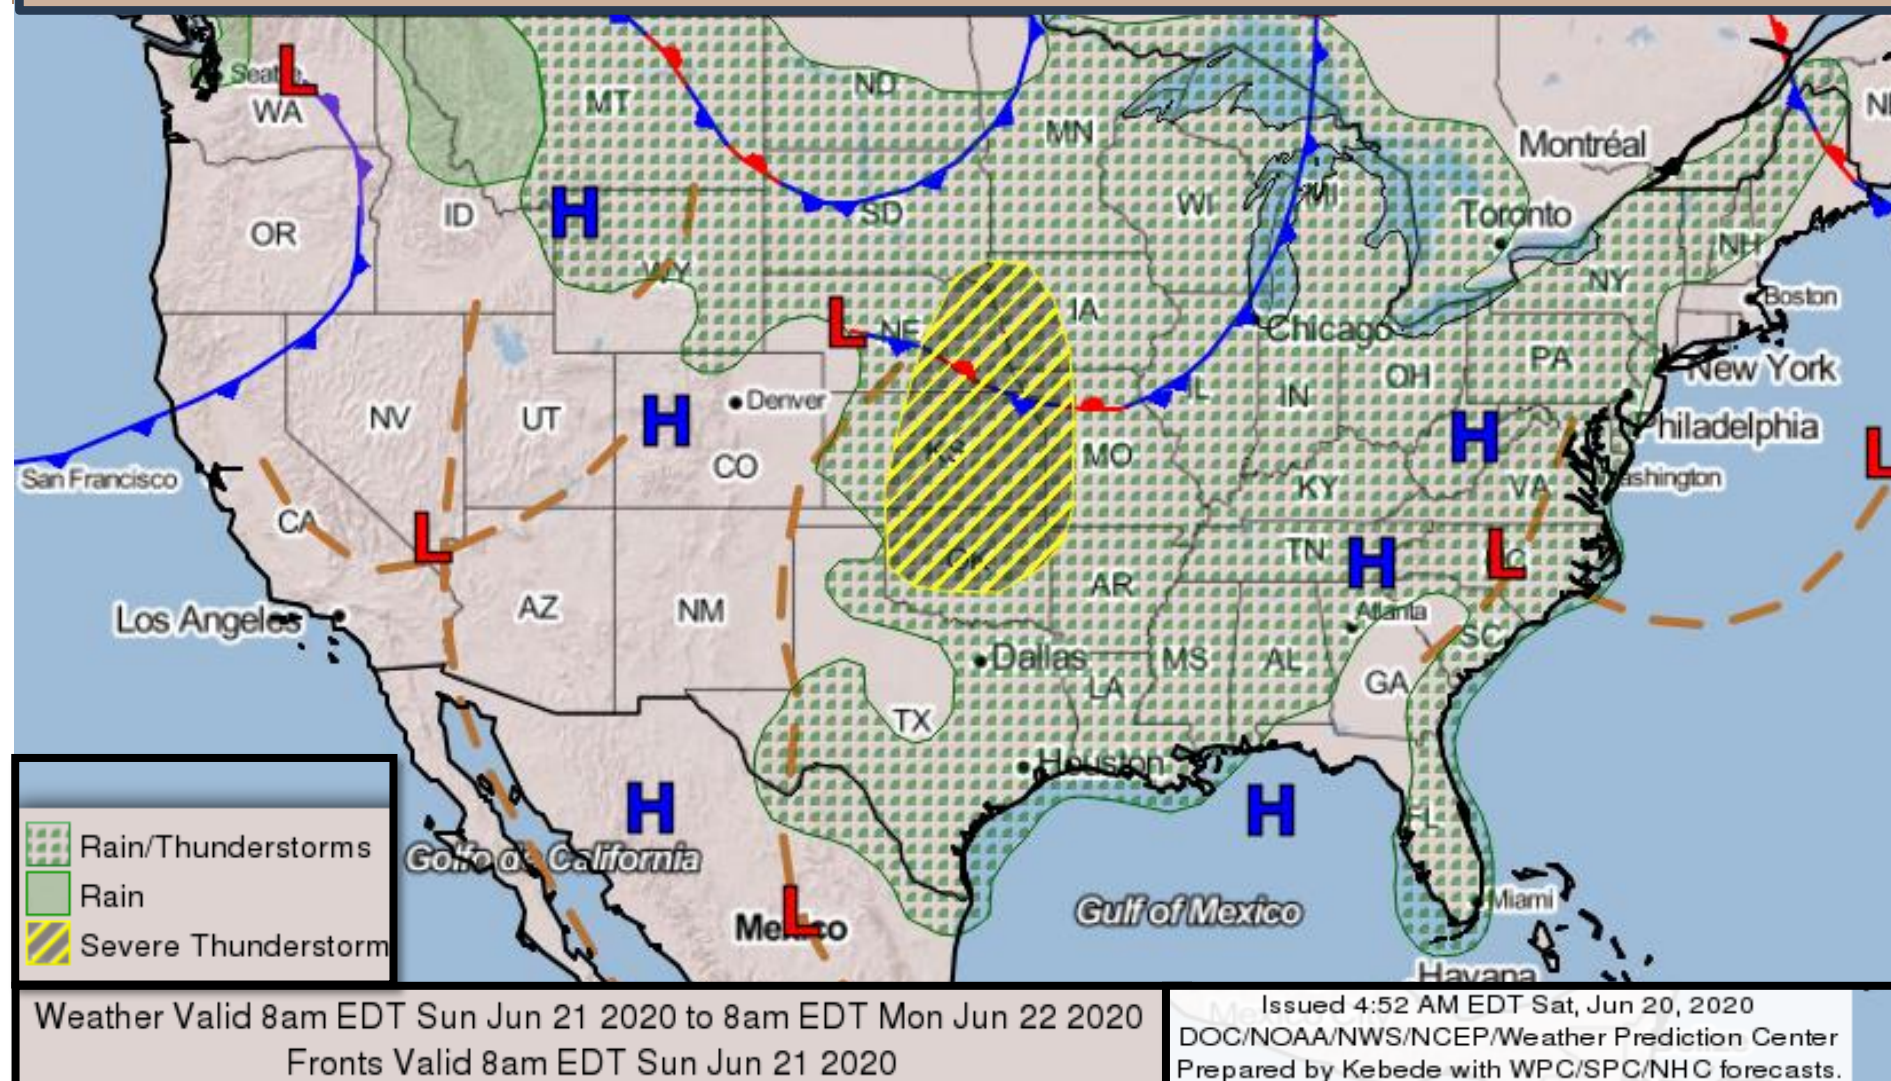 Seattle
WA
MT
ND
MN
Montréal
OR
ID
SD
WI
MI
Toronto
WY
NH
NY
Boston
NE
IA
Chicago
PA
New York
NV
UT
Denver
IL
IN
OH
Philadelphia
CO
KS
MO
KY
VA
Washington
San Francisco
CA
TN
NC
OK
AR
Atlanta
Los Angeles
AZ
NM
Dallas
MS
AL
SC
LA
GA
TX
Houston
FL
Golfo de California
Miami
Mexico
Gulf of Mexico
Havana
L
L
L
L
L
L
H
H
H
H
H
H
Rain/Thunderstorms
Rain
Severe Thunderstorm
Weather Valid 8am EDT Sun Jun 21 2020 to 8am EDT Mon Jun 22 2020
Fronts Valid 8am EDT Sun Jun 21 2020
Mexico City
Issued 4:52 AM EDT Sat, Jun 20, 2020
DOC/NOAA/NWS/NCEP/Weather Prediction Center
Prepared by Kebede with WPC/SPC/NHC forecasts.